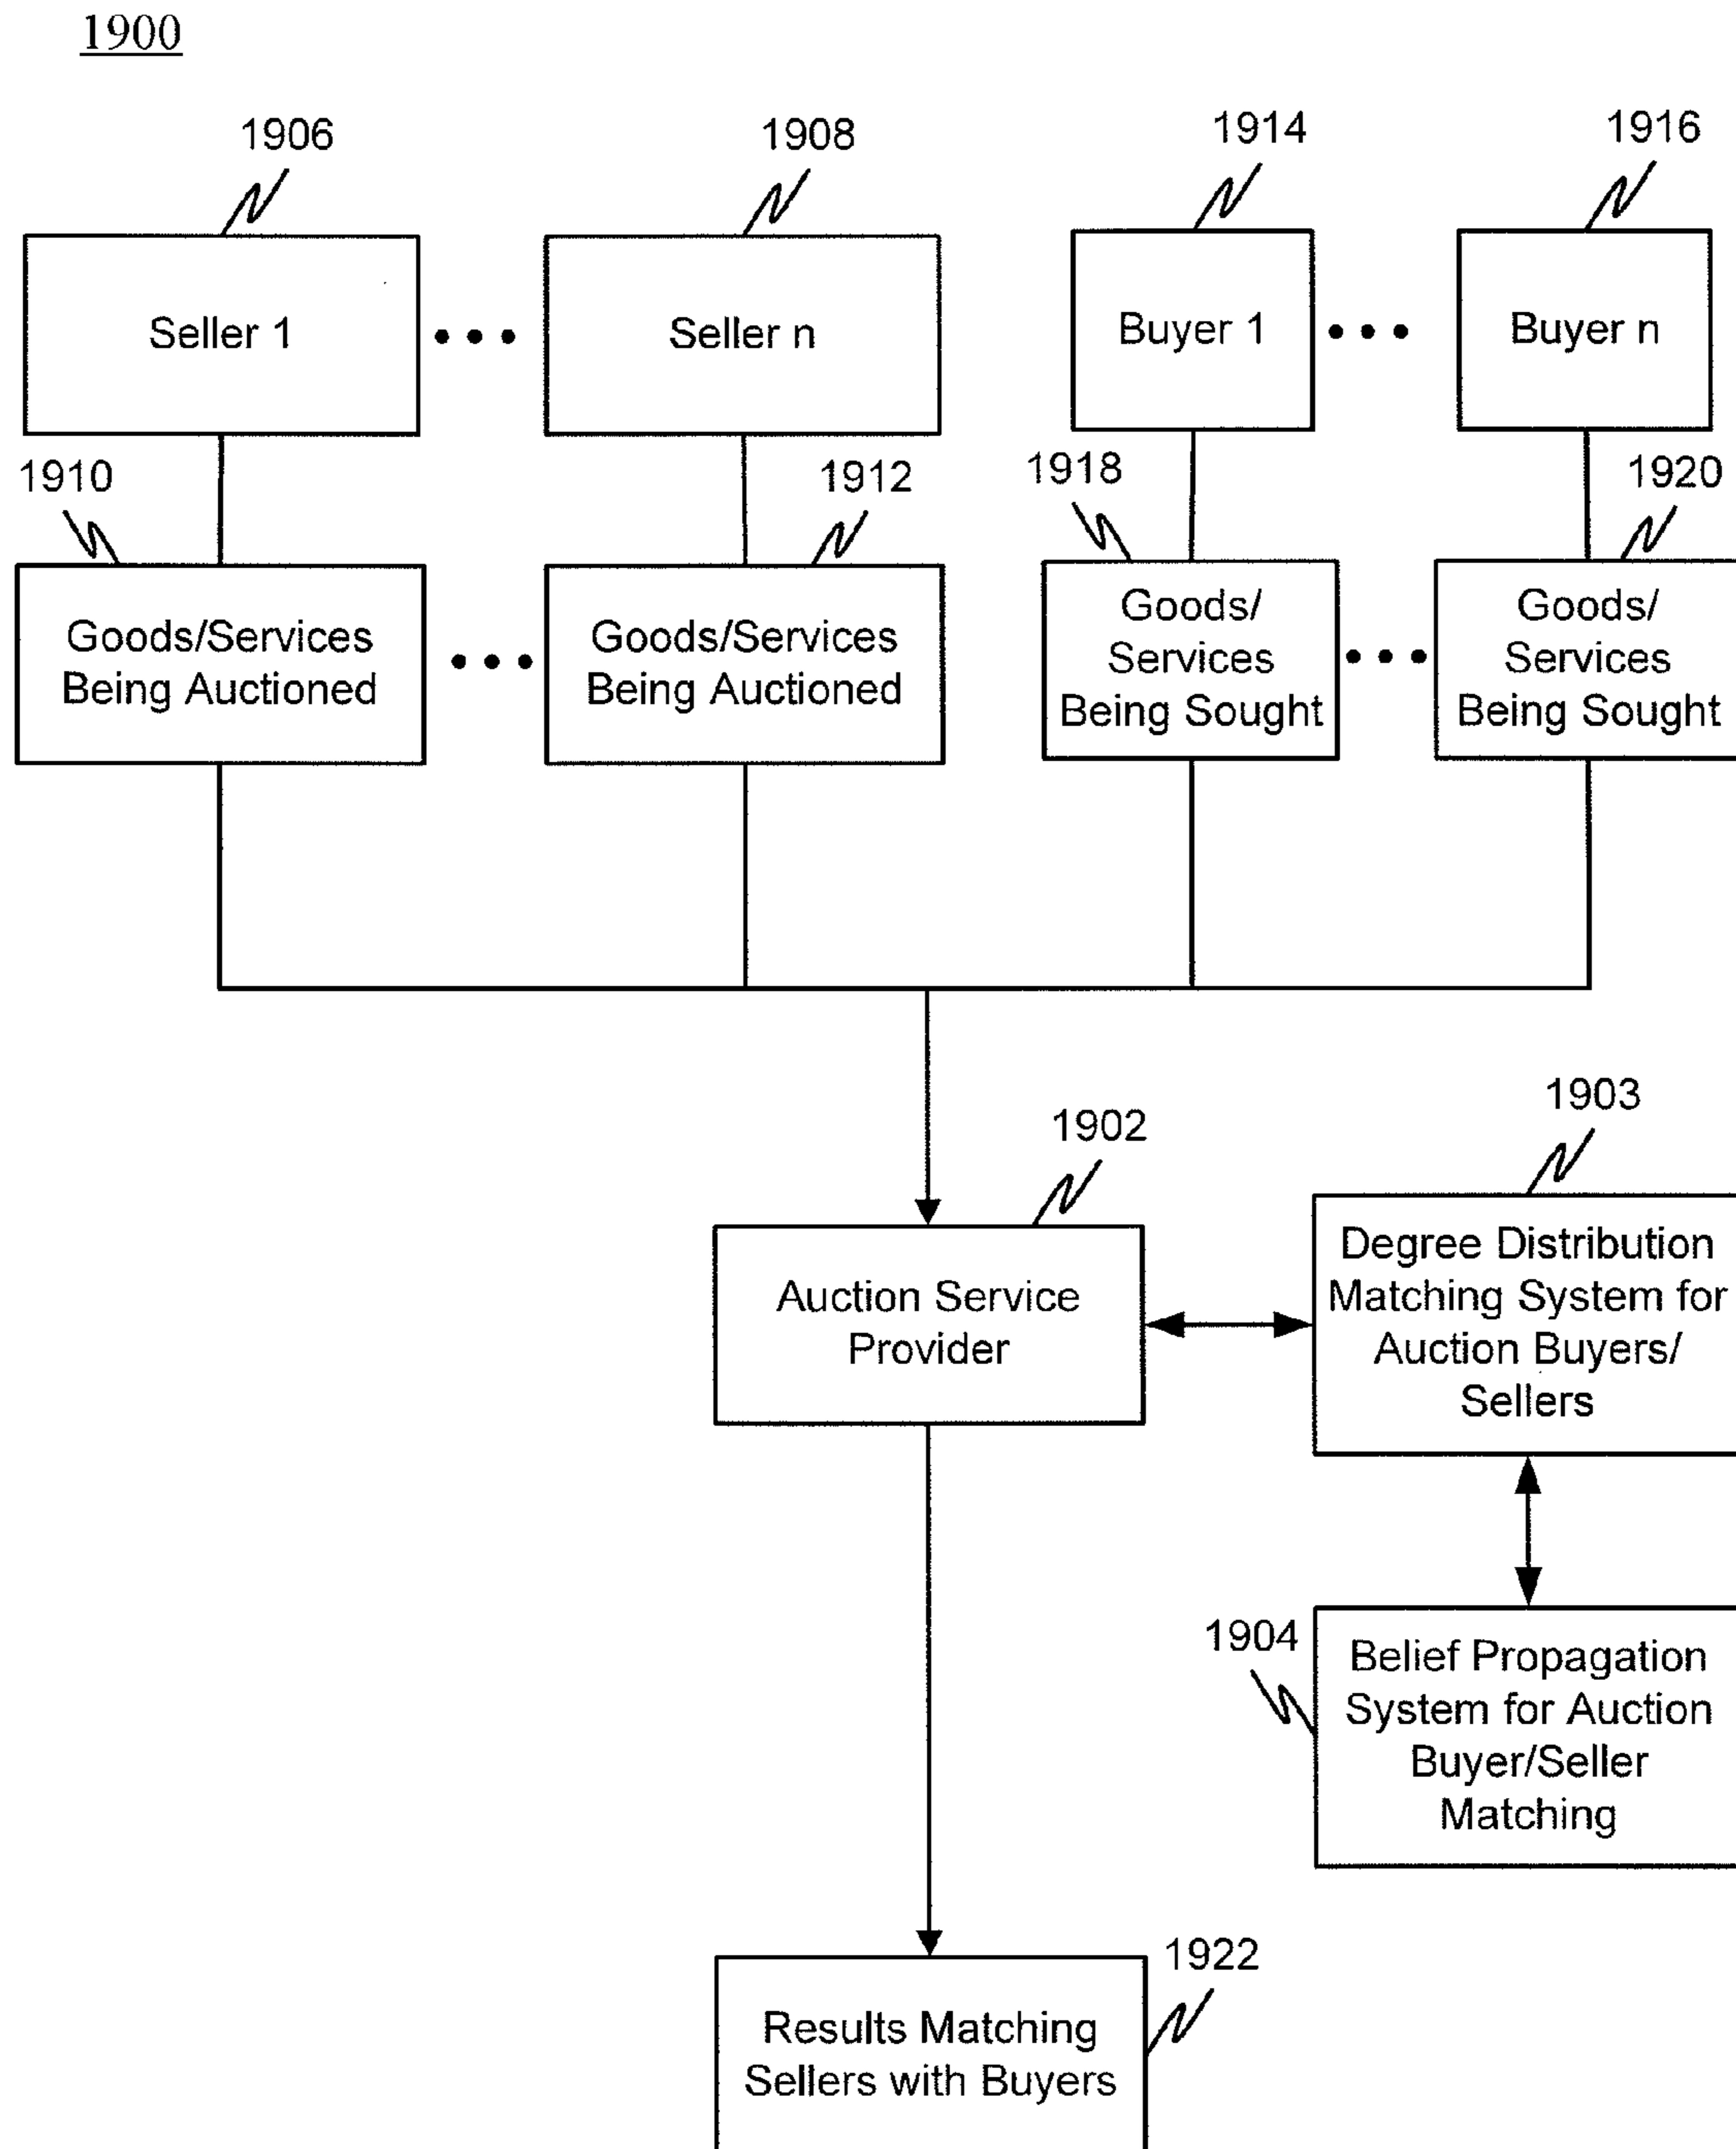 1900
1906
1908
1914
1916
Seller 1
Seller n
Buyer 1
Buyer n
1910
1912
1918
1920
Goods/Services
Being Auctioned
Goods/Services
Being Auctioned
Goods/
Services
Being Sought
Goods/
Services
Being Sought
1902
1903
Auction Service
Provider
Degree Distribution
Matching System for
Auction Buyers/
Sellers
1904
Belief Propagation
System for Auction
Buyer/Seller
Matching
1922
Results Matching
Sellers with Buyers